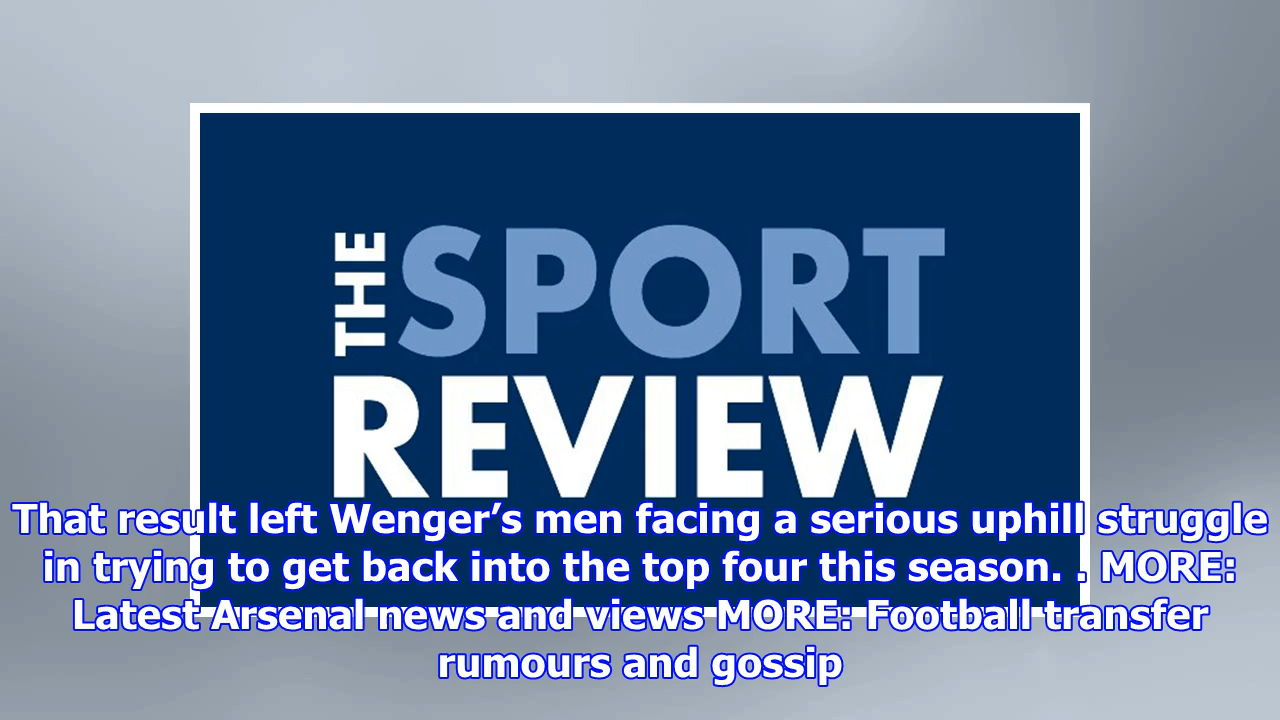 THE
SPORT
REVIEW
That result left Wenger’s men facing a serious uphill struggle
in trying to get back into the top four this season. . MORE:
Latest Arsenal news and views MORE: Football transfer
rumours and gossip